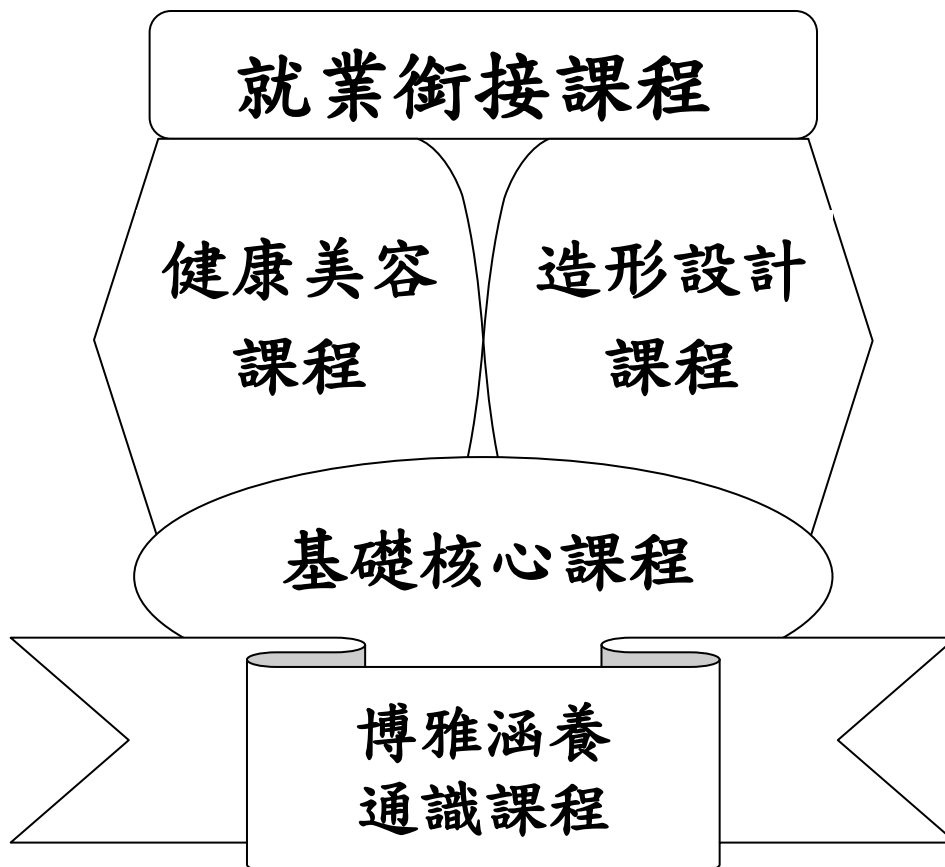 就業銜接課程
健康美容
課程
造形設計
課程
基礎核心課程
博雅涵養
通識課程